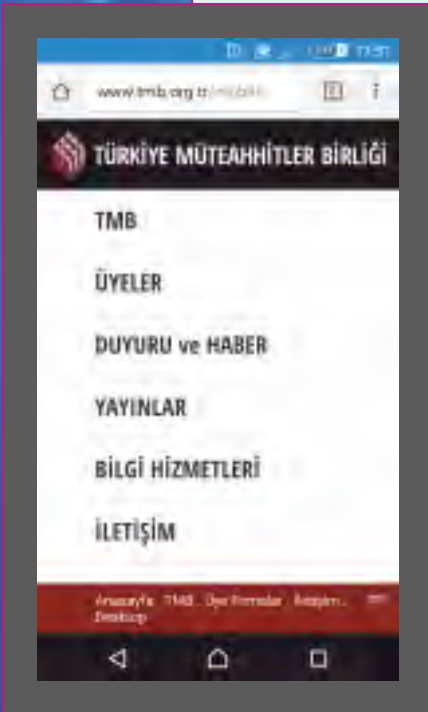 www.tmb.org.tr/
TÜRKİYE MÜTEAHHİTLER BİRLİĞİ
TMB
ÜYELER
DUYURU ve HABER
YAYINLAR
BİLGİ HİZMETLERİ
İLETİŞİM
Anasayfa TMB Üye Firmalar İletişim
Desktop